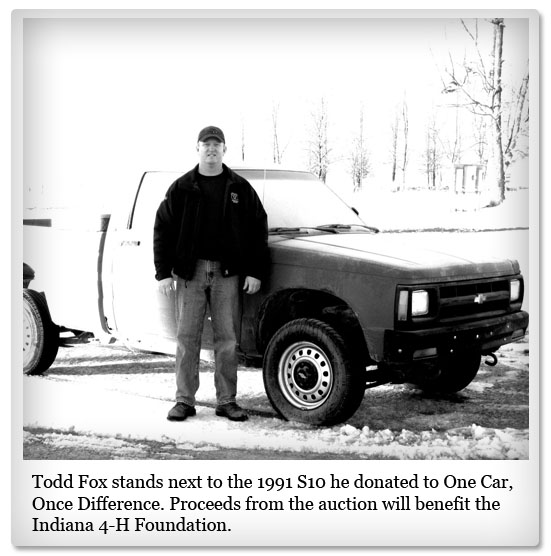 Todd Fox stands next to the 1991 S10 he donated to One Car,
Once Difference. Proceeds from the auction will benefit the
Indiana 4-H Foundation.